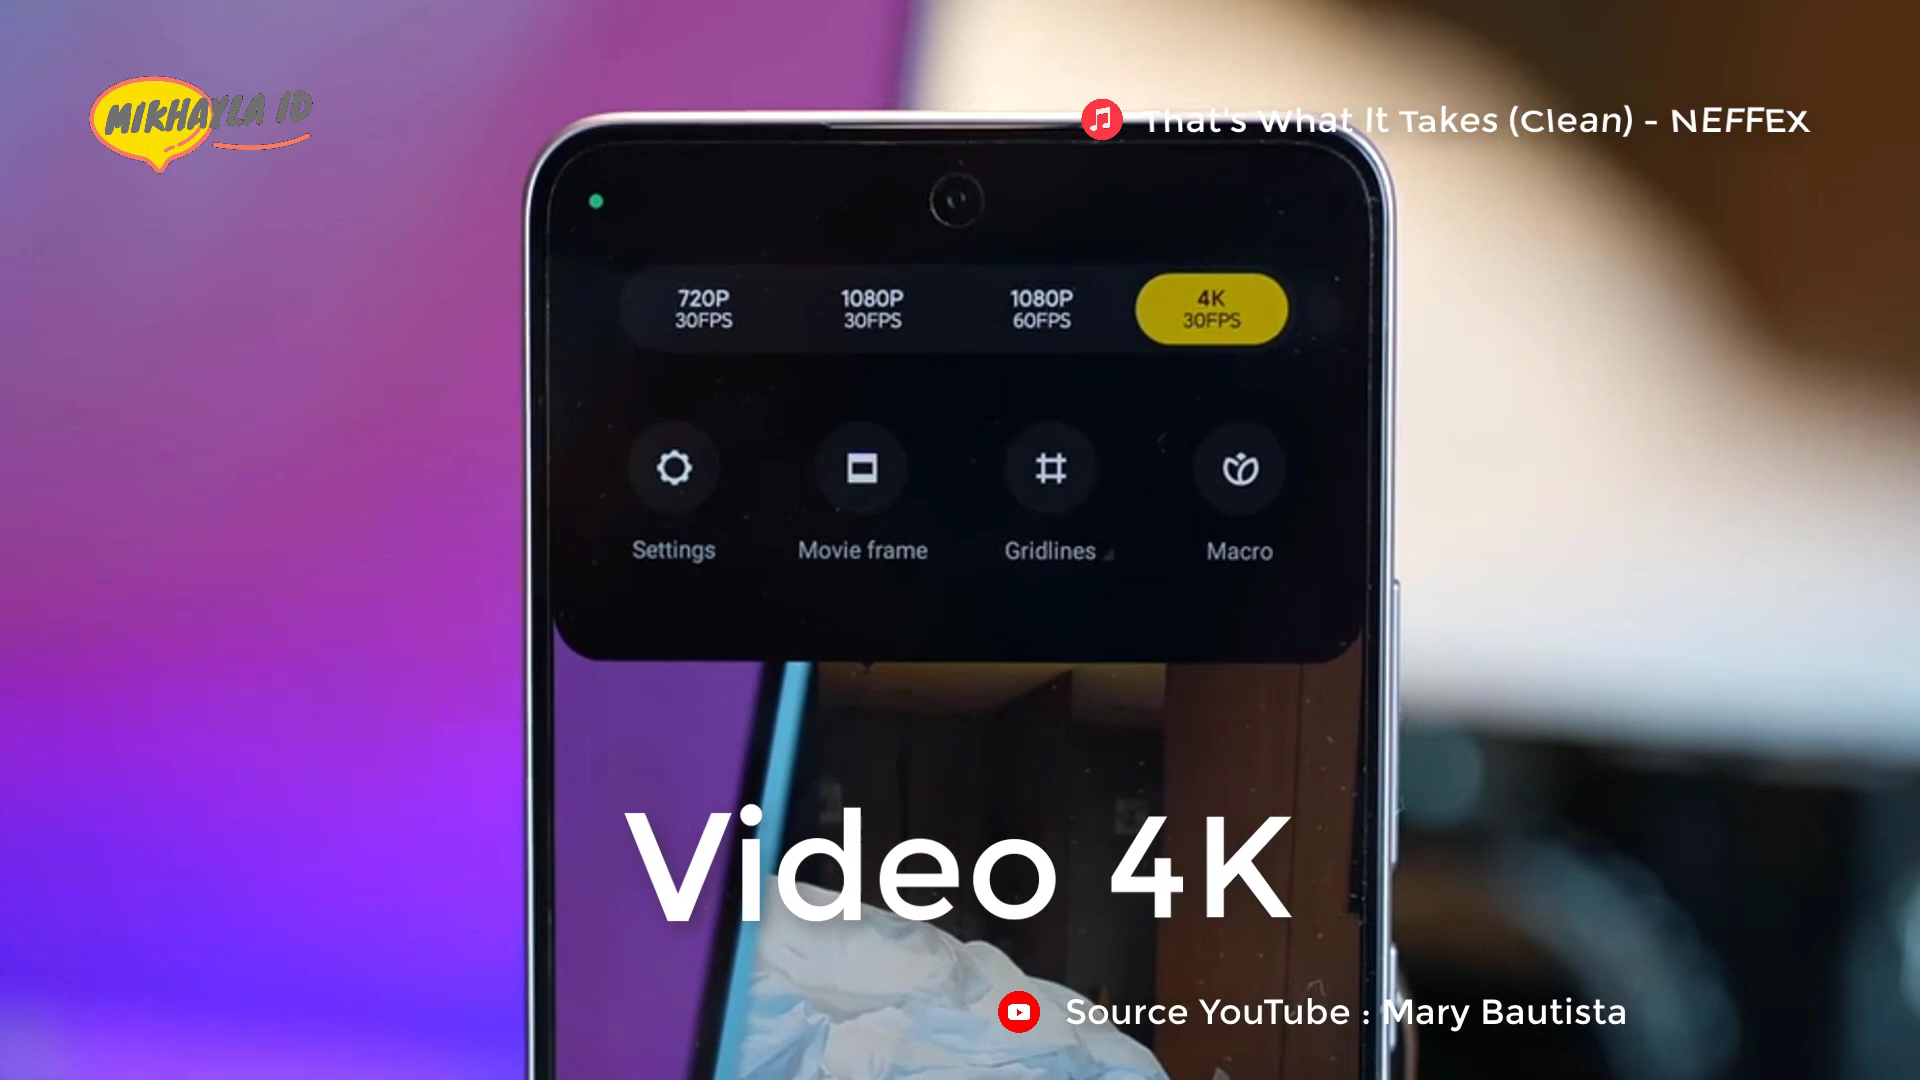 MIKHAYLA ID
That's What It Takes (Clean) - NEFFEX
720P
30FPS
1080P
30FPS
1080P
60FPS
4K
30FPS
Settings
Movie frame
Gridlines
Macro
Video 4K
Source YouTube : Mary Bautista